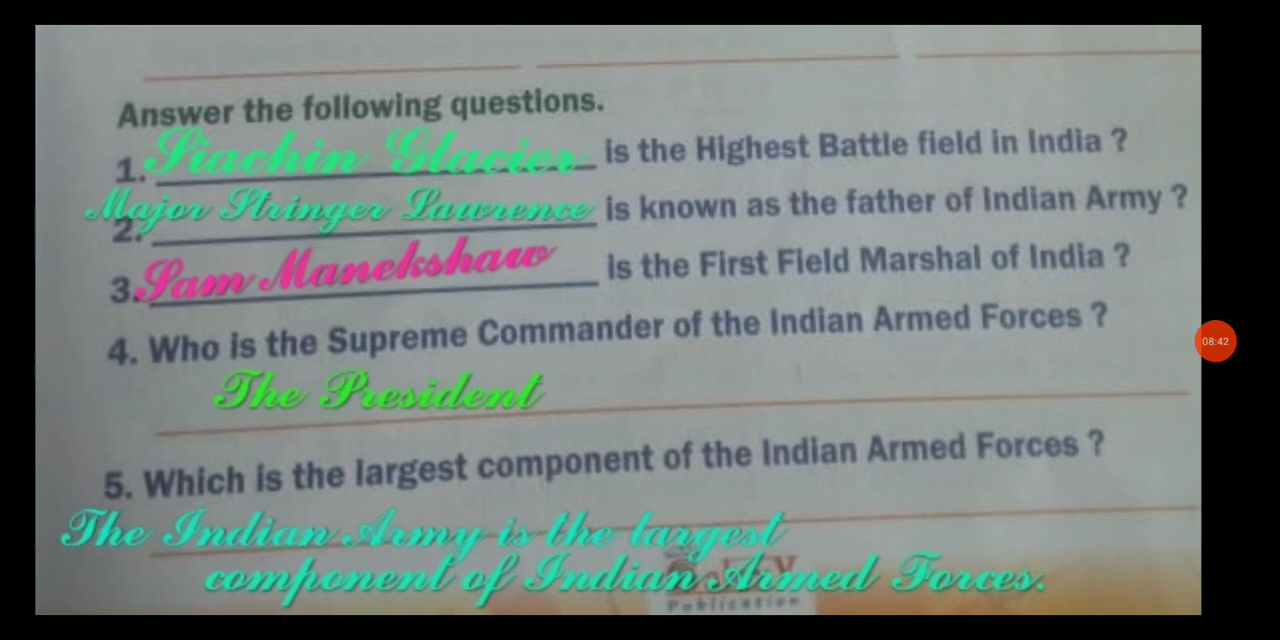 Answer the following questions.
1. Siachin Glacier is the Highest Battle field in India ?
2. Major Stringer Lawrence is known as the father of Indian Army ?
3. Sam Manekshaw is the First Field Marshal of India ?
4. Who is the Supreme Commander of the Indian Armed Forces ?
The President
5. Which is the largest component of the Indian Armed Forces ?
The Indian Army is the largest
component of Indian Armed Forces.
Publication
08:42